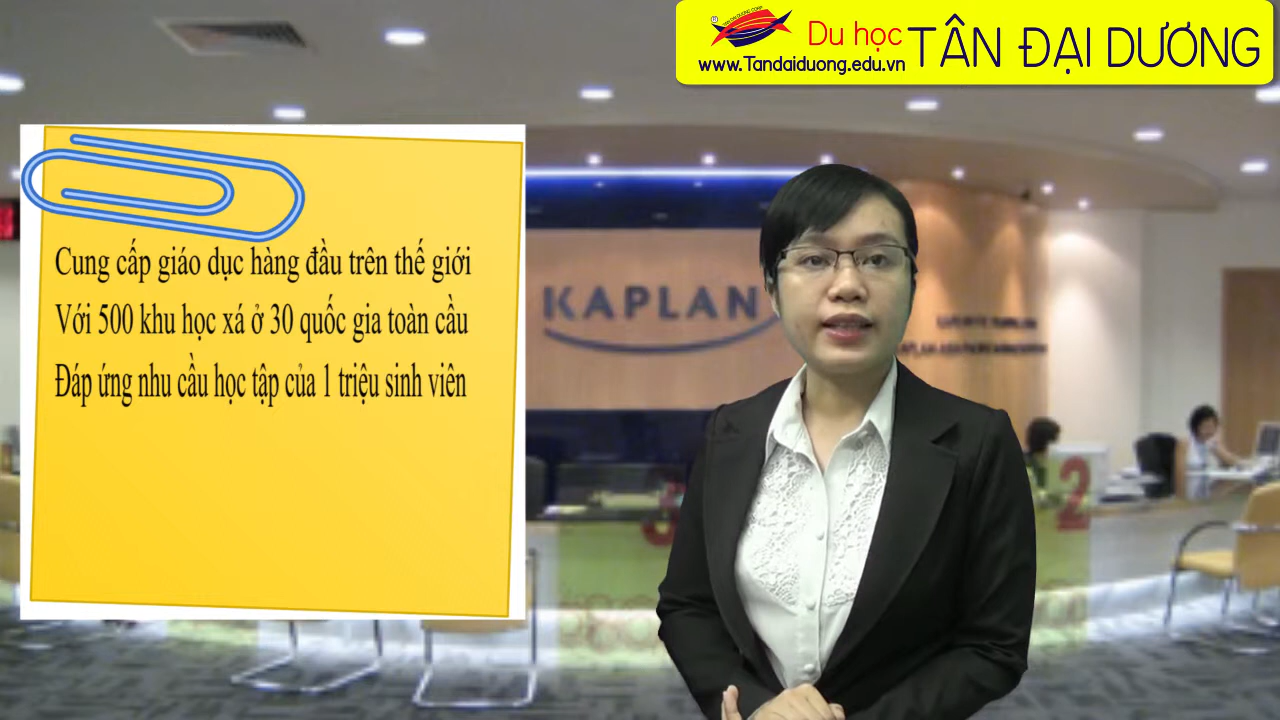 Du học TÂN ĐẠI DƯƠNG
www.Tandaiduong.edu.vn
Cung cấp giáo dục hàng đầu trên thế giới
Với 500 khu học xá ở 30 quốc gia toàn cầu
Đáp ứng nhu cầu học tập của 1 triệu sinh viên
KAPLAN
3
2